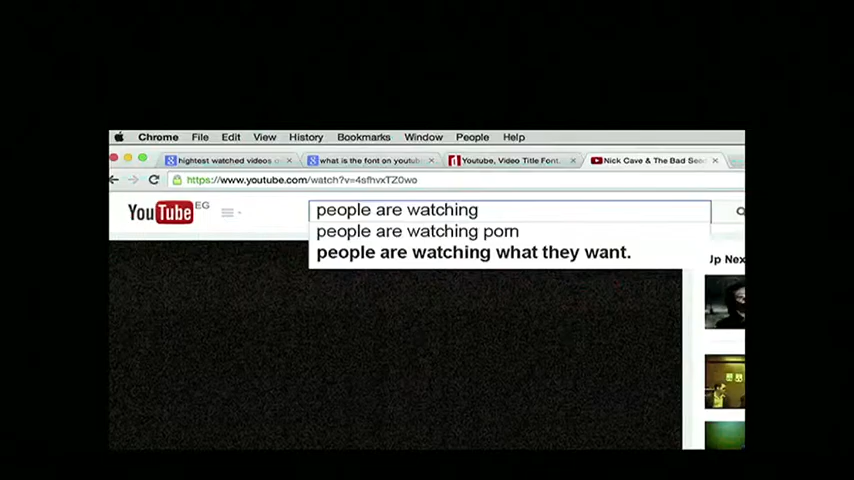 Chrome File Edit View History Bookmarks Window People Help
hightest watched videos o
what is the font on youtub
Youtube, Video Title Font.
Nick Cave & The Bad See
https://www.youtube.com/watch?v=4sfhvxTZ0wo
YouTube EG
people are watching
people are watching porn
people are watching what they want.
Up Nex